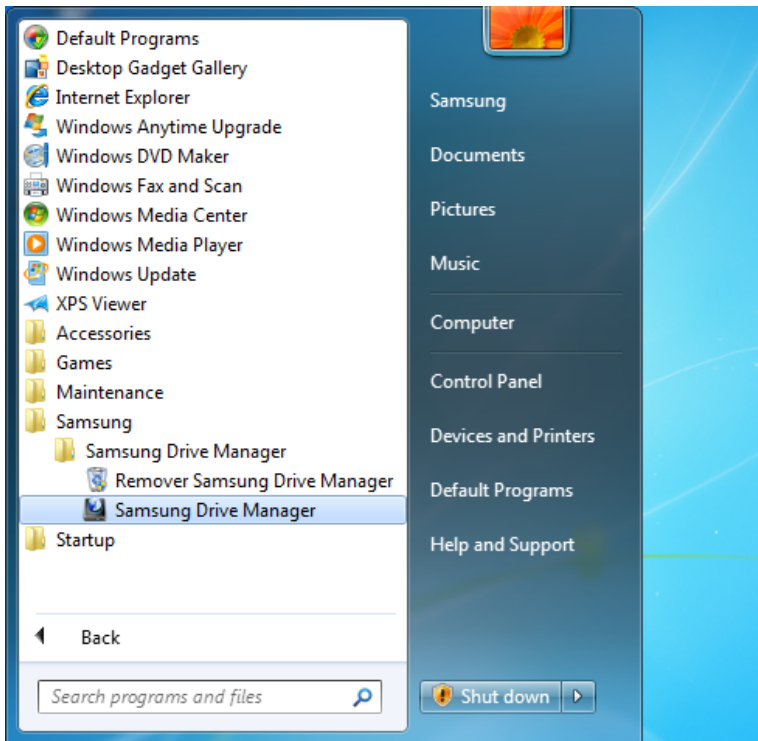 Default Programs
Desktop Gadget Gallery
Internet Explorer
Windows Anytime Upgrade
Windows DVD Maker
Windows Fax and Scan
Windows Media Center
Windows Media Player
Windows Update
XPS Viewer
Accessories
Games
Maintenance
Samsung
Samsung Drive Manager
Remover Samsung Drive Manager
Samsung Drive Manager
Startup
Back
Search programs and files
Samsung
Documents
Pictures
Music
Computer
Control Panel
Devices and Printers
Default Programs
Help and Support
Shut down